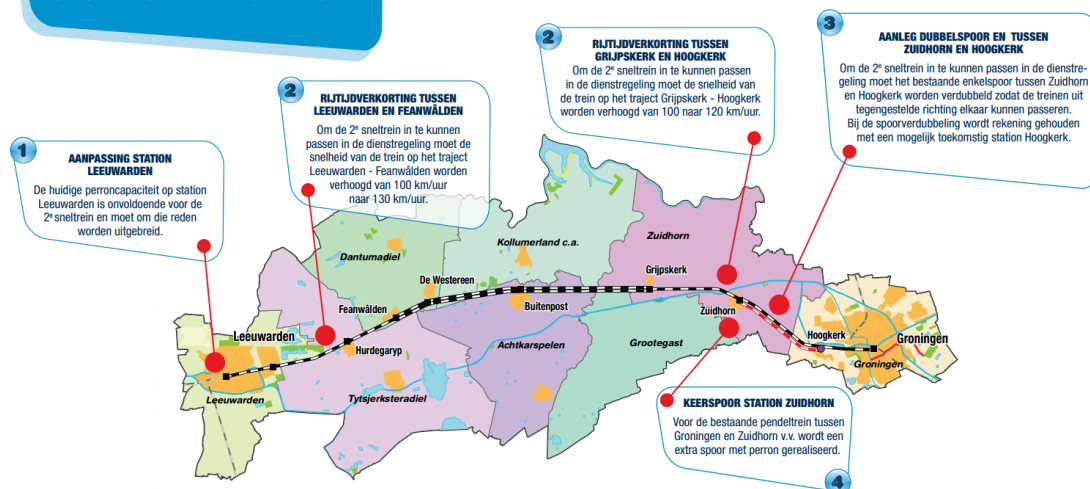 1
AANPASSING STATION
LEEUWARDEN
De huidige perroncapaciteit op station
Leeuwarden is onvoldoende voor de
2e sneltrein en moet om die reden
worden uitgebreid.
2
RIJTIJDVERKORTING TUSSEN
LEEUWARDEN EN FEANWÂLDEN
Om de 2e sneltrein in te kunnen
passen in de dienstregeling moet de
snelheid van de trein op het traject
Leeuwarden - Feanwâlden worden
verhoogd van 100 km/uur
naar 130 km/uur.
2
RIJTIJDVERKORTING TUSSEN
GRIJPSKERK EN HOOGKERK
Om de 2e sneltrein in te kunnen passen
in de dienstregeling moet de snelheid van
de trein op het traject Grijpskerk - Hoogkerk
worden verhoogd van 100 naar 120 km/uur.
3
AANLEG DUBBELSPOOR EN TUSSEN
ZUIDHORN EN HOOGKERK
Om de 2e sneltrein in te kunnen passen in de dienstre-
geling moet het bestaande enkelspoor tussen Zuidhorn
en Hoogkerk worden verdubbeld zodat de treinen uit
tegengestelde richting elkaar kunnen passeren.
Bij de spoorverdubbeling wordt rekening gehouden
met een mogelijk toekomstig station Hoogkerk.
Dantumadiel
Kollumerland c.a.
Zuidhorn
De Westereen
Grijpskerk
Feanwâlden
Buitenpost
Zuidhorn
Leeuwarden
Hurdegaryp
Achtkarspelen
Grootegast
Hoogkerk
Groningen
Groningen
Leeuwarden
Tytsjerksteradiel
KEERSPOOR STATION ZUIDHORN
Voor de bestaande pendeltrein tussen
Groningen en Zuidhorn v.v. wordt een
extra spoor met perron gerealiseerd.
4